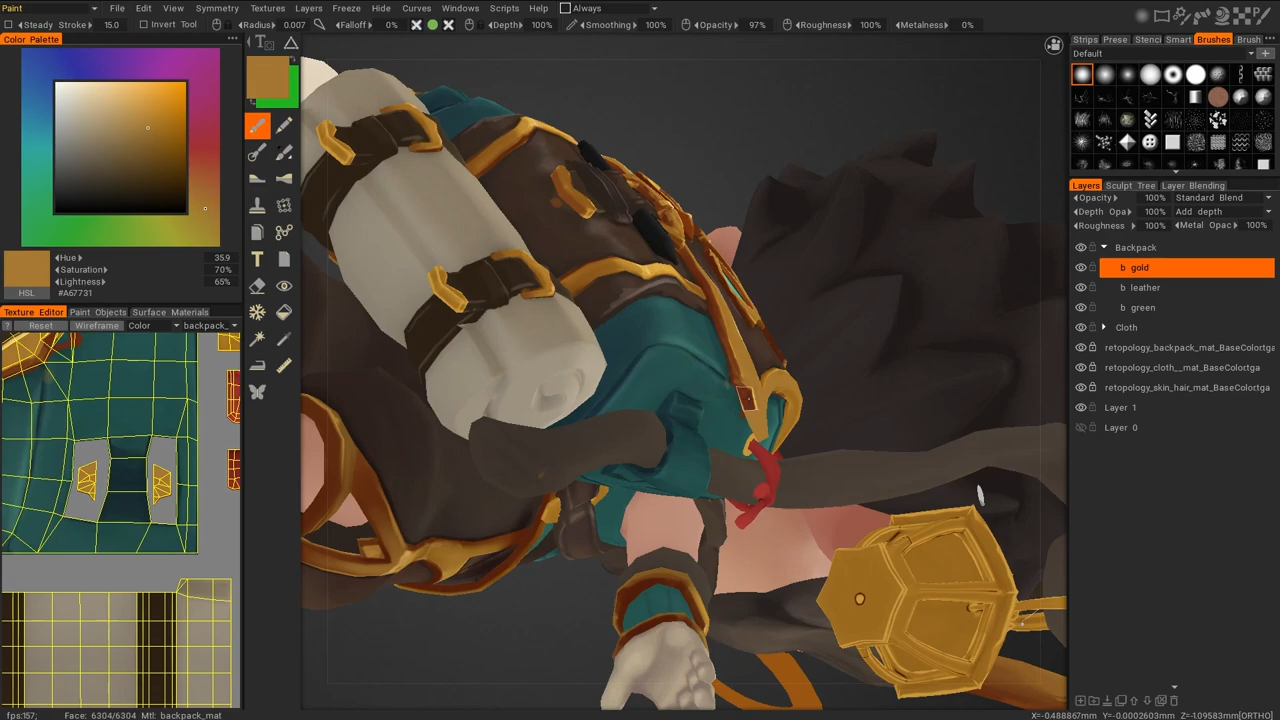 Paint File Edit View Symmetry Textures Layers Freeze Hide Curves Windows Scripts Help Always
Steady Stroke 15.0 Invert Tool Radius 0.007 Falloff 0% Depth 100% Smoothing 100% Opacity 97% Roughness 100% Metalness 0%
Color Palette
Hue 35.9
Saturation 70%
Lightness 65%
HSL #A67731
Texture Editor Paint Objects Surface Materials
? Reset Wireframe Color backpack_
Strips Prese Stenci Smart Brushes Brush
Default
Layers Sculpt Tree Layer Blending
Opacity 100% Standard Blend
Depth Opa 100% Add depth
Roughness 100% Metal Opac 100%
Backpack
b gold
b leather
b green
Cloth
retopology_backpack_mat_BaseColortga
retopology_cloth__mat_BaseColortga
retopology_skin_hair_mat_BaseColortga
Layer 1
Layer 0
fps:157; Face: 6304/6304 Mtl: backpack_mat X=-0.488867mm Y=-0.0002603mm Z=-1.09583mm[ORTHO]